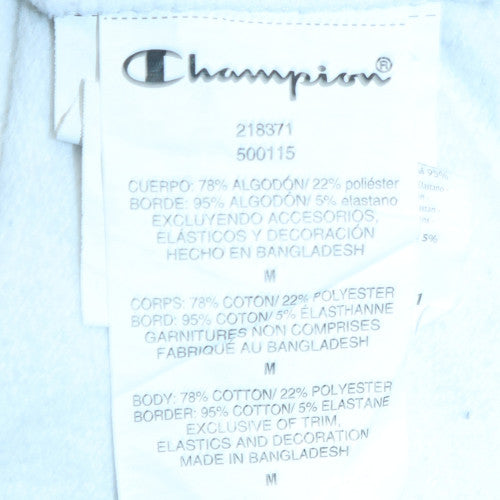 Champion®
218371
500115
CUERPO: 78% ALGODÓN/ 22% poliéster
BORDE: 95% ALGODÓN/ 5% elastano
EXCLUYENDO ACCESORIOS,
ELÁSTICOS Y DECORACIÓN
HECHO EN BANGLADESH
M
CORPS: 78% COTON/ 22% POLYESTER
BORD: 95% COTON/ 5% ÉLASTHANNE
GARNITURES NON COMPRISES
FABRIQUÉ AU BANGLADESH
M
BODY: 78% COTTON/ 22% POLYESTER
BORDER: 95% COTTON/ 5% ELASTANE
EXCLUSIVE OF TRIM,
ELASTICS AND DECORATION
MADE IN BANGLADESH
M
95%
5%